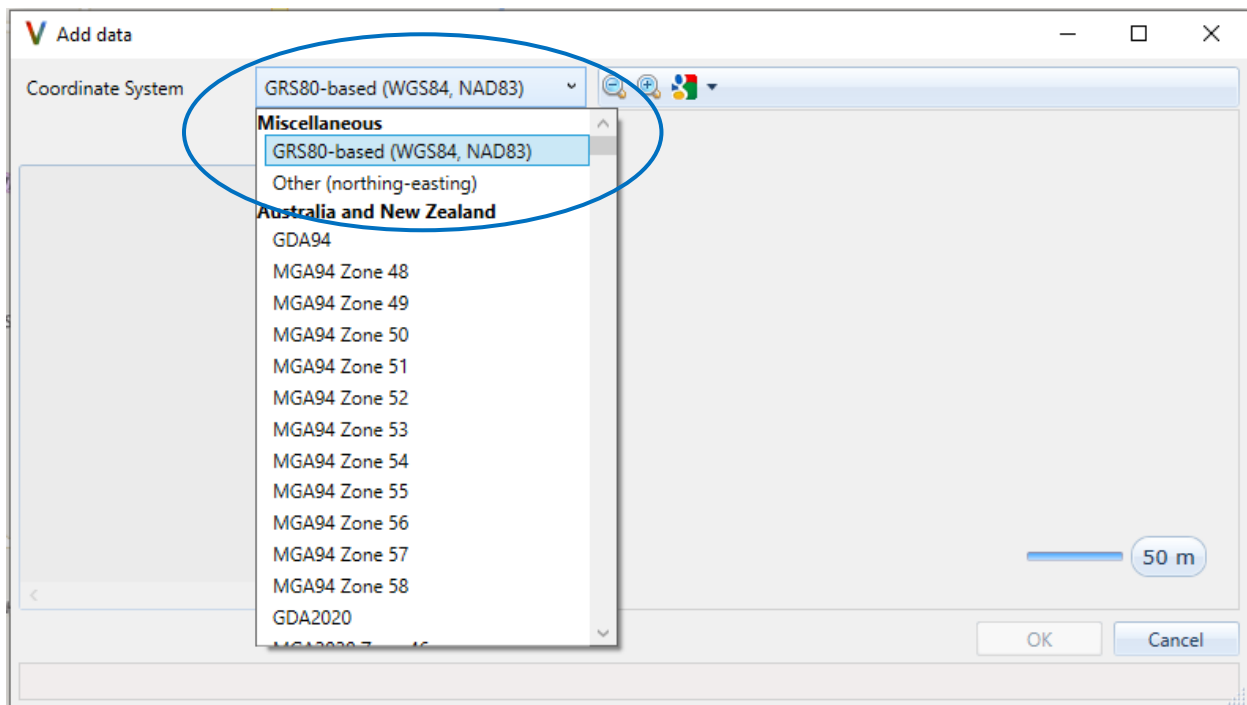 Add data
Coordinate System
GRS80-based (WGS84, NAD83)
Miscellaneous
GRS80-based (WGS84, NAD83)
Other (northing-easting)
Australia and New Zealand
GDA94
MGA94 Zone 48
MGA94 Zone 49
MGA94 Zone 50
MGA94 Zone 51
MGA94 Zone 52
MGA94 Zone 53
MGA94 Zone 54
MGA94 Zone 55
MGA94 Zone 56
MGA94 Zone 57
MGA94 Zone 58
GDA2020
MGA2020 Zone 46
50 m
OK
Cancel